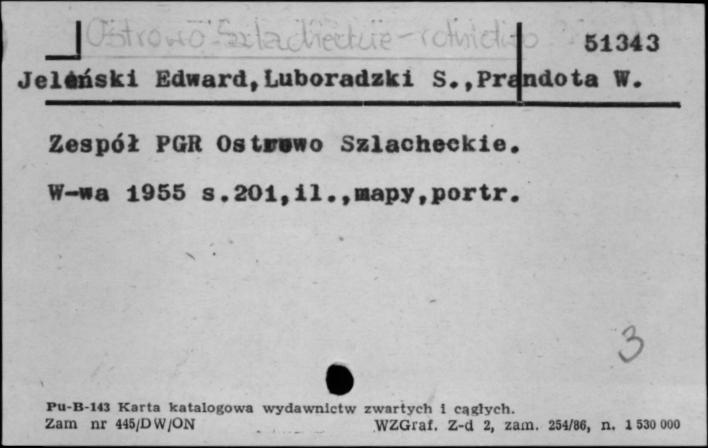 Ostrowo Szlacheckie - rolnictwo
51343
Jeleński Edward, Luboradzki S., Prandota W.
Zespół PGR Ostrowo Szlacheckie.
W-wa 1955 s.201,il.,mapy,portr.
3
Pu-B-143 Karta katalogowa wydawnictw zwartych i ciągłych.
Zam nr 445/DW/ON WZGraf. Z-d 2, zam. 254/86, n. 1 530 000